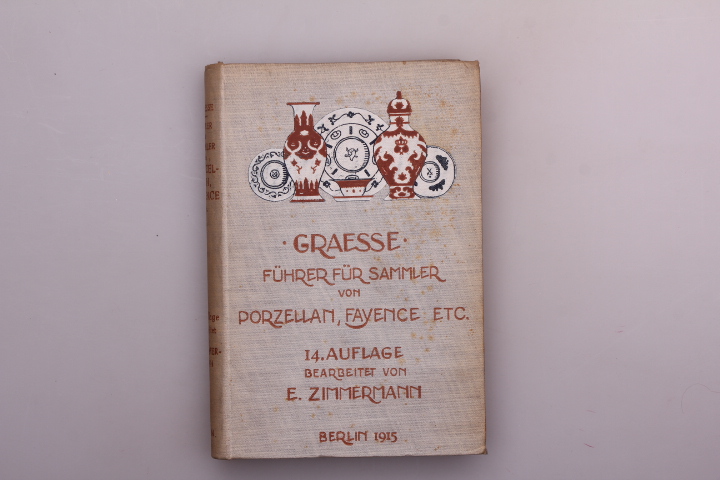 · GRAESSE ·
FÜHRER FÜR SAMMLER
VON
PORZELLAN, FAYENCE ETC.
14. AUFLAGE
BEARBEITET VON
E. ZIMMERMANN
BERLIN 1915